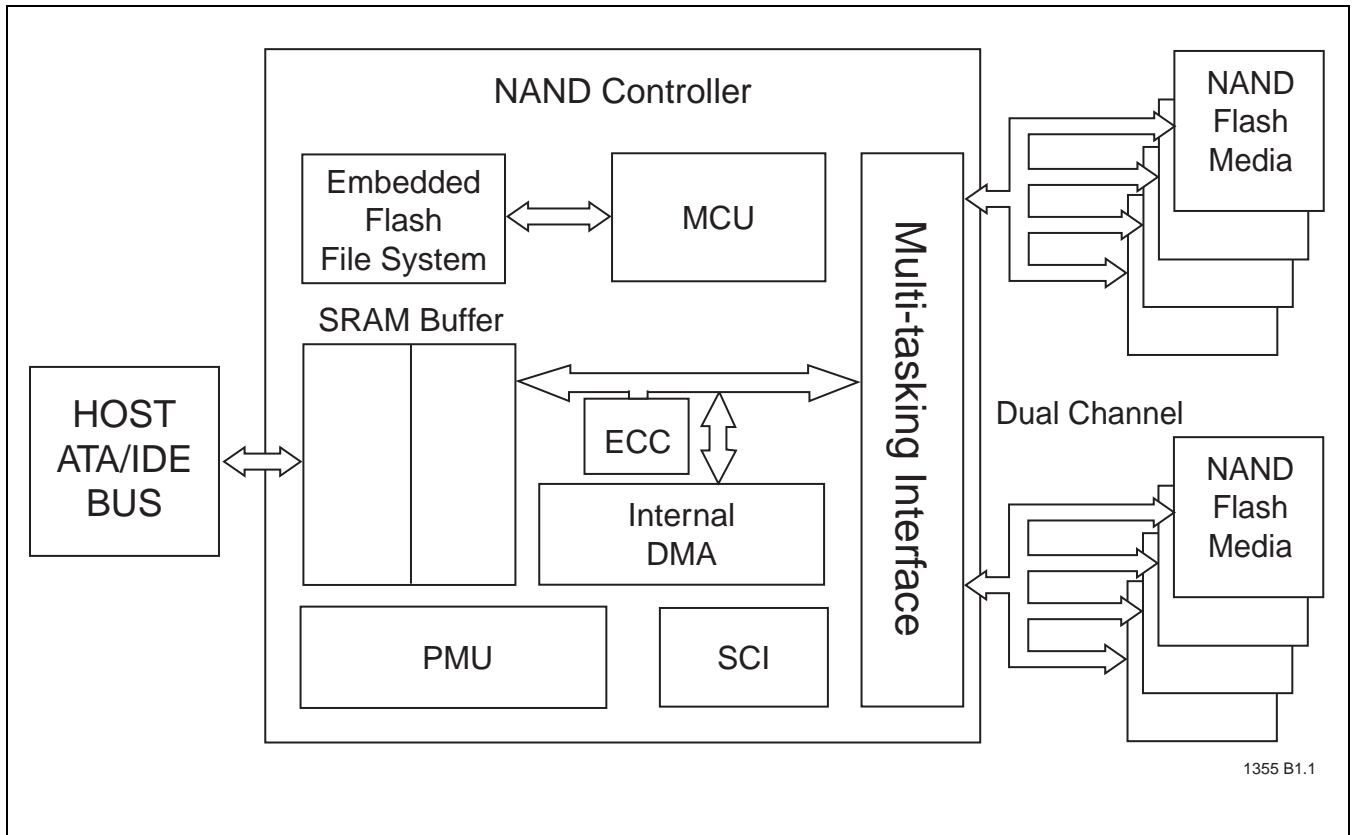 NAND Controller
NAND
Flash
Media
Embedded
Flash
File System
MCU
Multi-tasking Interface
SRAM Buffer
HOST
ATA/IDE
BUS
ECC
Dual Channel
Internal
DMA
NAND
Flash
Media
PMU
SCI
1355 B1.1